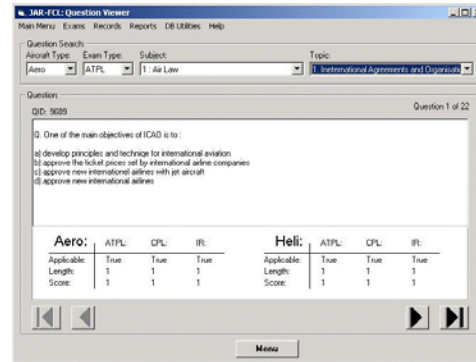 JAR-FCL: Question Viewer
Main Menu Exams Records Reports DB Utilities Help
Question Search:
Aircraft Type: Exam Type: Subject: Topic:
Aero ATPL 1 : Air Law 1: Ineternational Agreements and Organisatio
Question:
QID: 9689 Question 1 of 22
Q. One of the main objectives of ICAO is to :
a) develop principles and techniqe for international aviation
b) approve the ticket prices set by international airline companies
c) approve new international airlines with jet aircraft
d) approve new international airlines
Aero: ATPL: CPL: IR: Heli: ATPL: CPL: IR:
Applicable: True True True Applicable: True True True
Length: 1 1 1 Length: 1 1 1
Score: 1 1 1 Score: 1 1 1
Menu